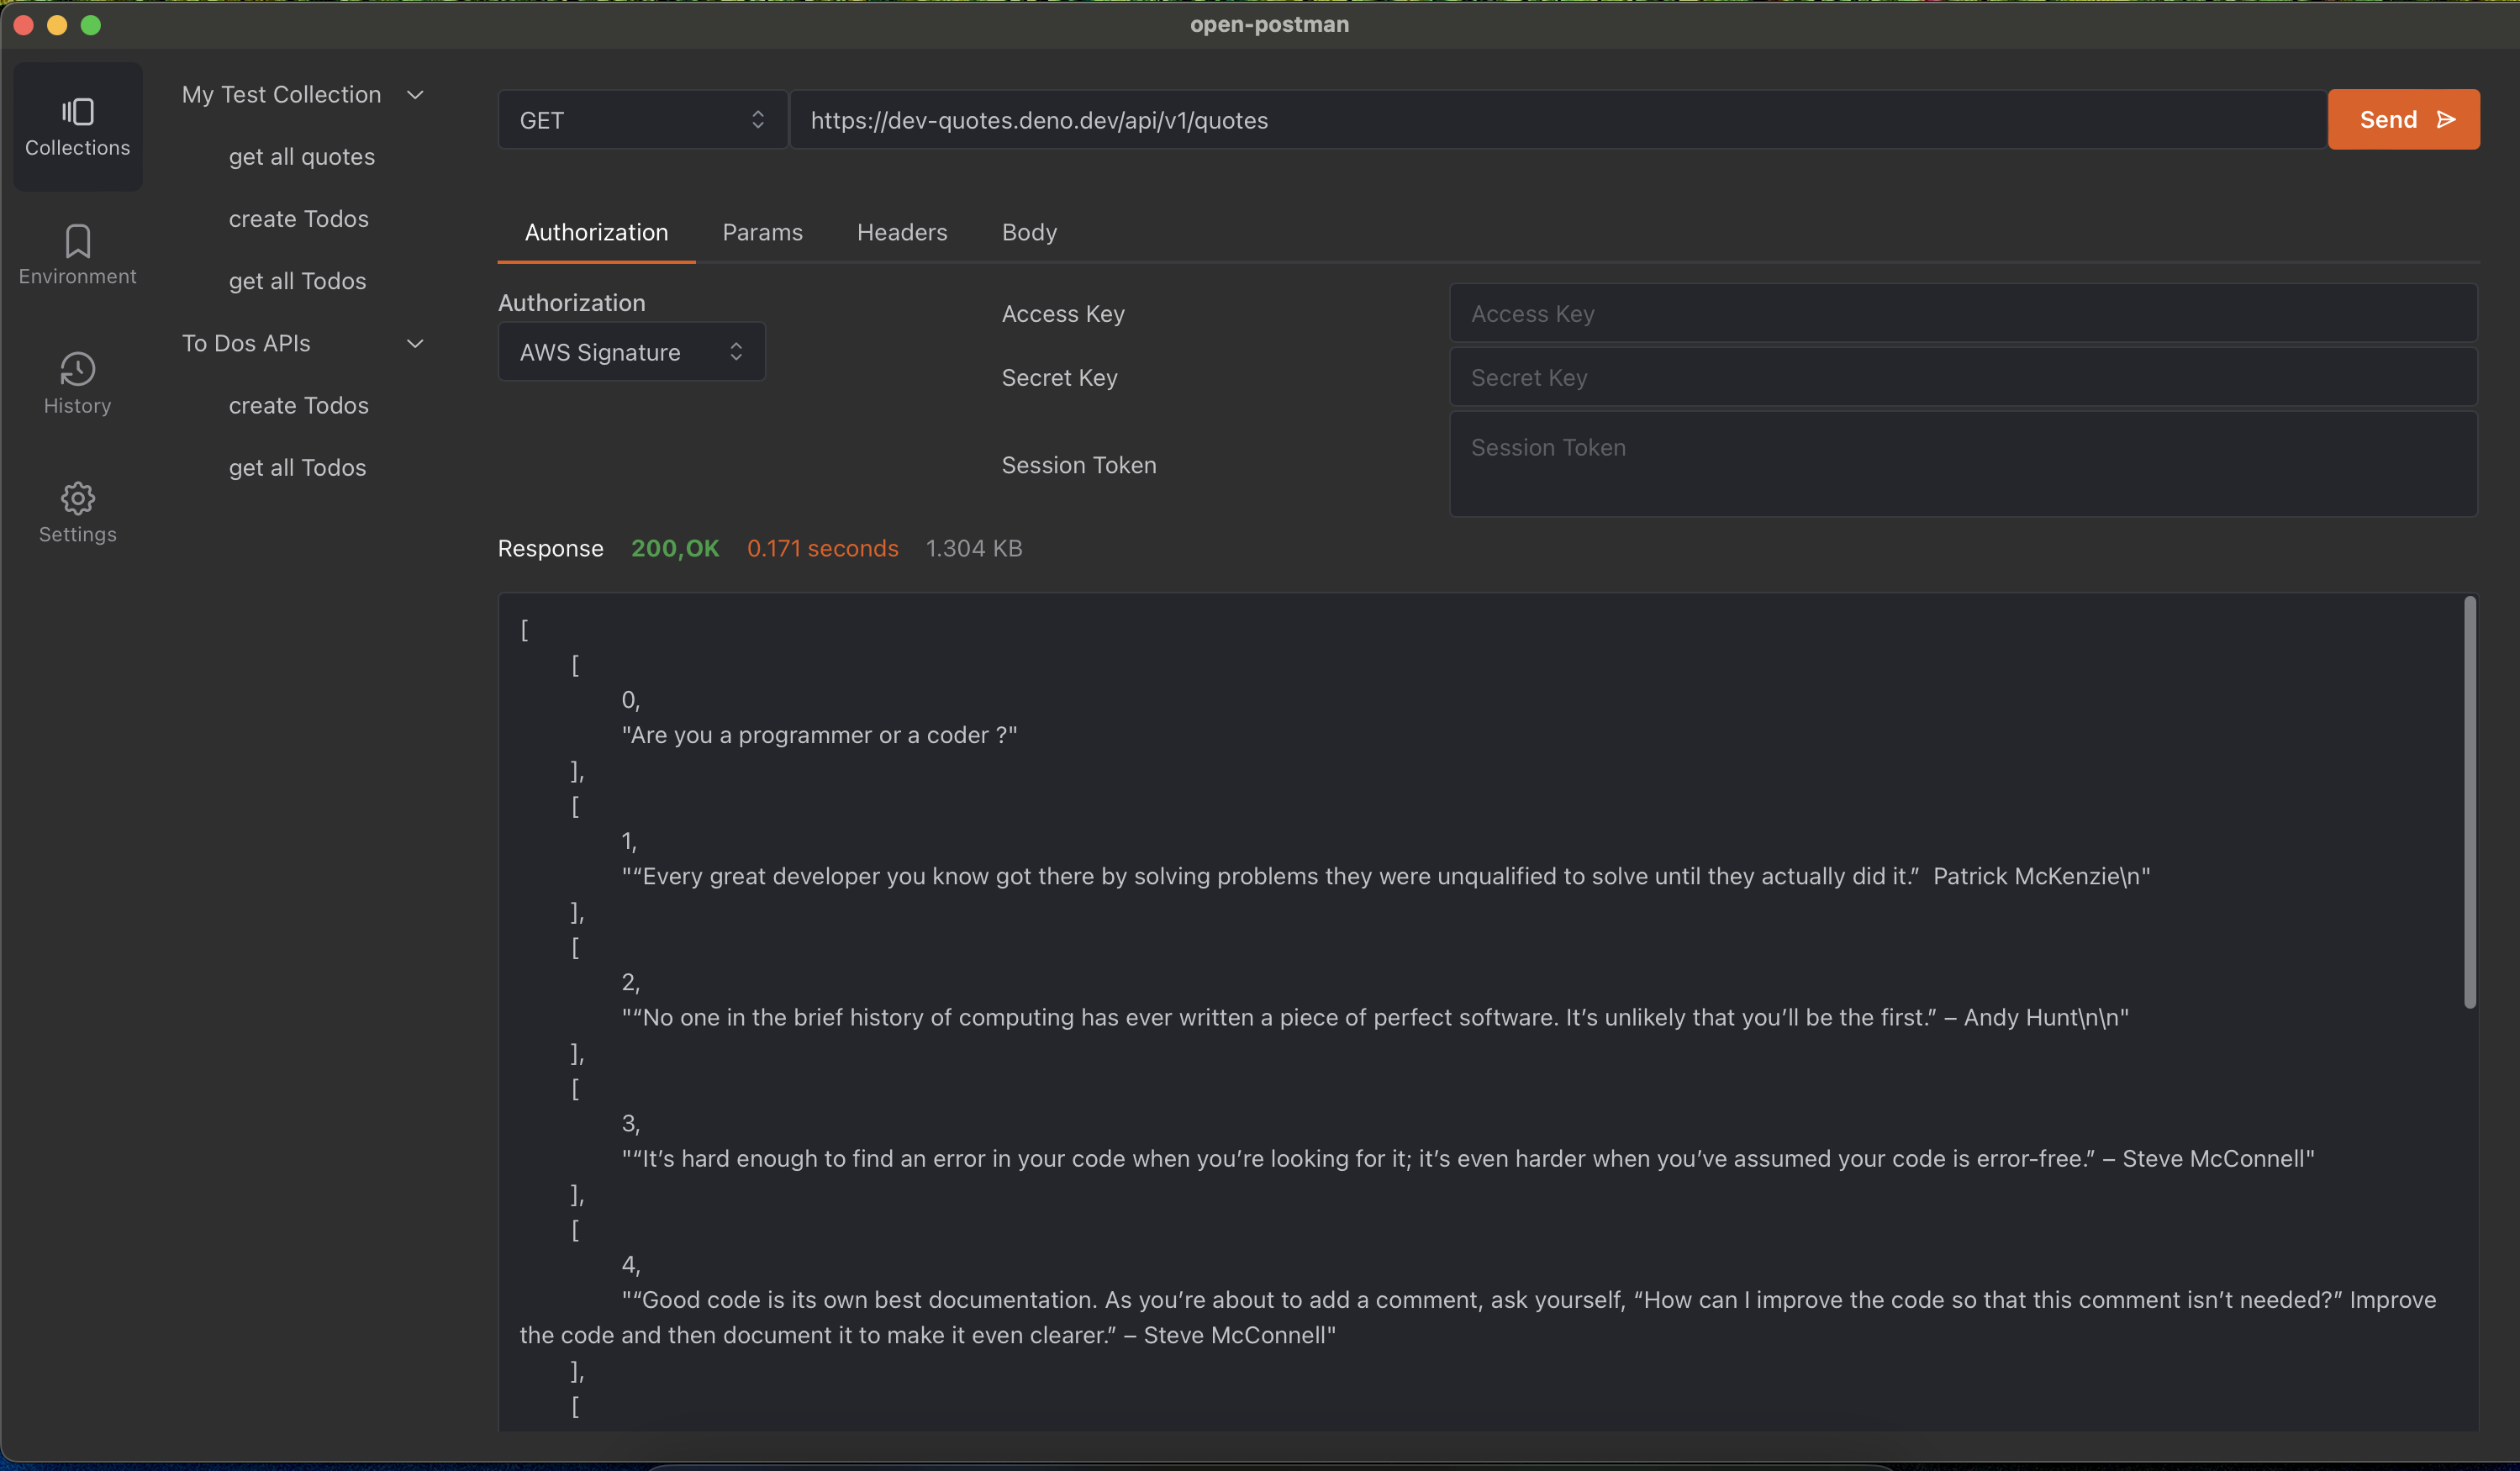 open-postman
Collections
Environment
History
Settings
My Test Collection
get all quotes
create Todos
get all Todos
To Dos APIs
create Todos
get all Todos
GET
https://dev-quotes.deno.dev/api/v1/quotes
Send
Authorization Params Headers Body
Authorization
AWS Signature
Access Key Access Key
Secret Key Secret Key
Session Token Session Token
Response 200,OK 0.171 seconds 1.304 KB
[
[
0,
"Are you a programmer or a coder ?"
],
[
1,
"“Every great developer you know got there by solving problems they were unqualified to solve until they actually did it.”  Patrick McKenzie\n"
],
[
2,
"“No one in the brief history of computing has ever written a piece of perfect software. It’s unlikely that you’ll be the first.” – Andy Hunt\n\n"
],
[
3,
"“It’s hard enough to find an error in your code when you’re looking for it; it’s even harder when you’ve assumed your code is error-free.” – Steve McConnell"
],
[
4,
"“Good code is its own best documentation. As you’re about to add a comment, ask yourself, “How can I improve the code so that this comment isn’t needed?” Improve
the code and then document it to make it even clearer.” – Steve McConnell"
],
[